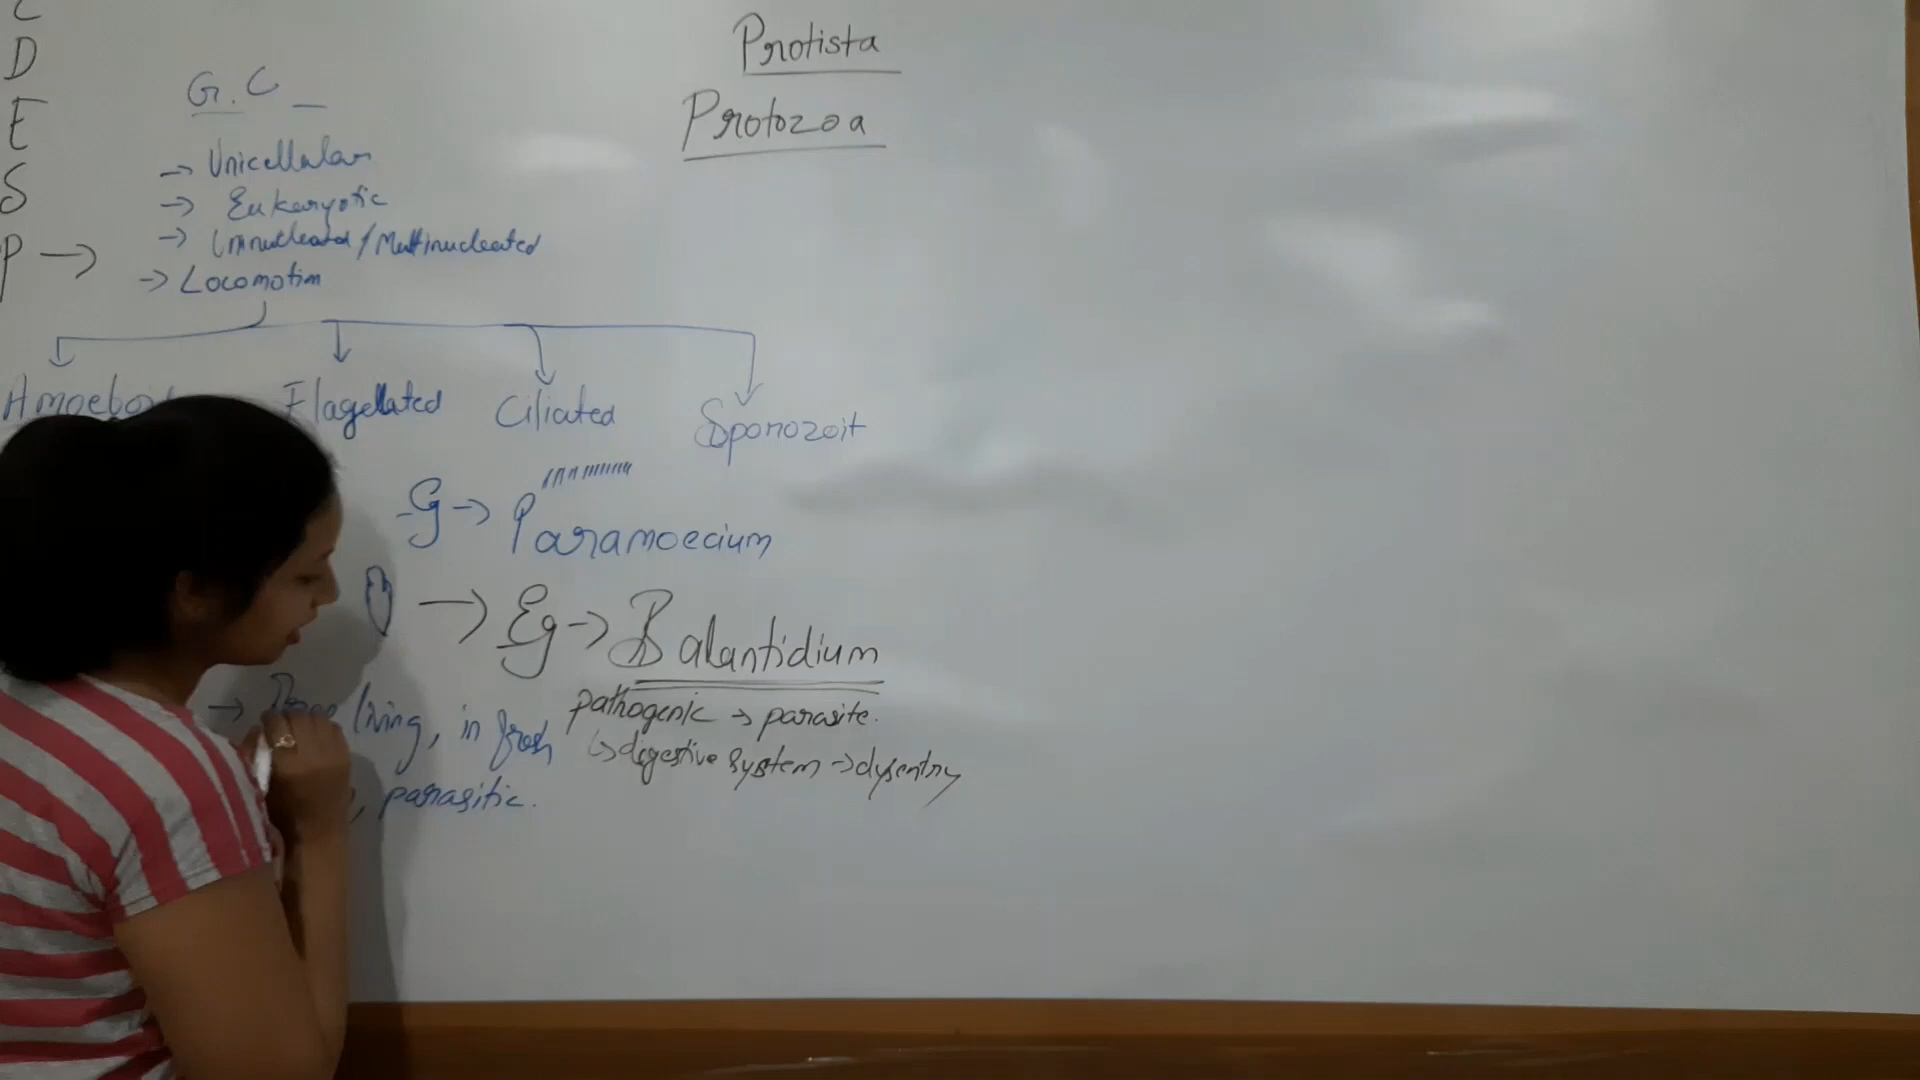 Protista
Protozoa
C
D
E
S
P →
G.C _
→ Unicellular
→ Eukaryotic
→ Uninucleated / Multinucleated
→ Locomotion
Flagellated
Ciliated
Sporozoit
Eg → Paramoecium
→ Eg → Balantidium
pathogenic → parasite.
↳ digestive system → dysentry
→ living, in fresh
, parasitic.